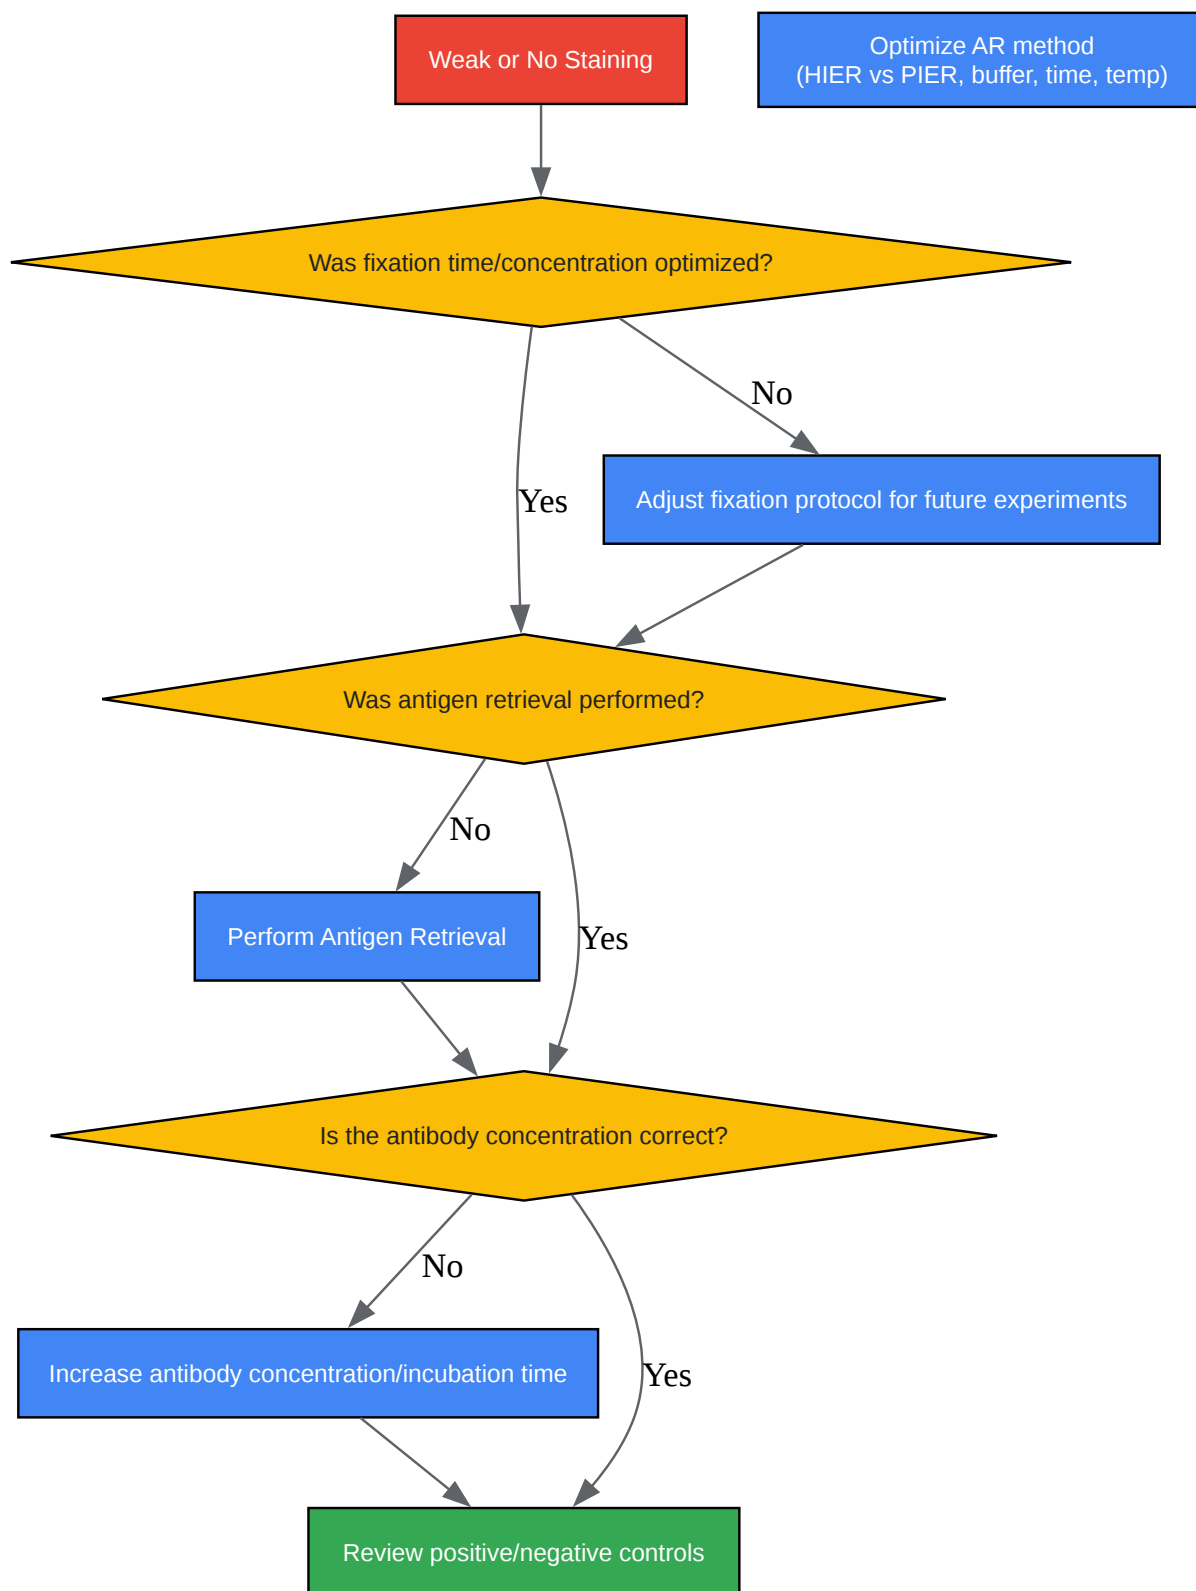 Weak or No Staining
Optimize AR method
(HIER vs PIER, buffer, time, temp)
Was fixation time/concentration optimized?
No
Yes
Adjust fixation protocol for future experiments
Was antigen retrieval performed?
No
Perform Antigen Retrieval
Yes
Is the antibody concentration correct?
No
Increase antibody concentration/incubation time
Yes
Review positive/negative controls